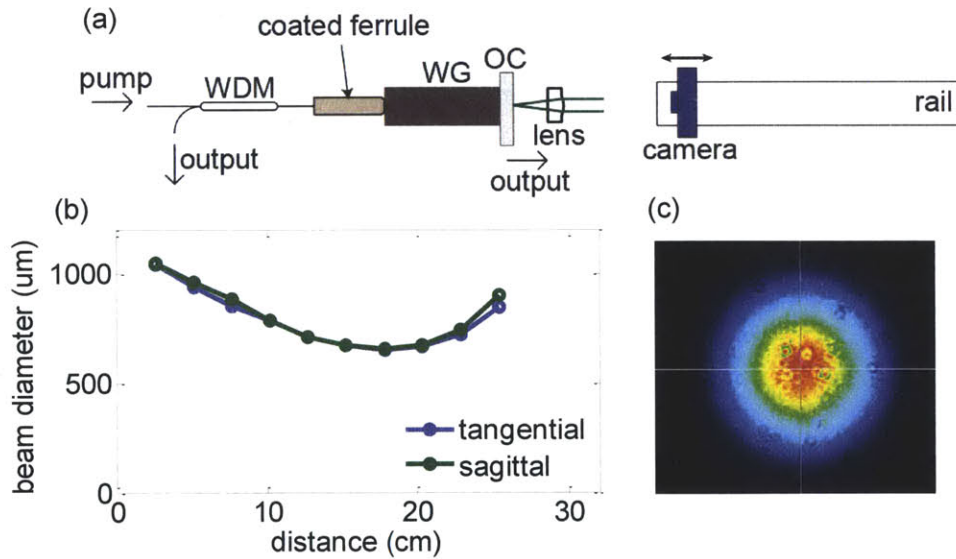 (a)
coated ferrule
OC
pump
WDM
WG
rail
lens
camera
output
output
(b)
(c)
beam diameter (um)
1000
500
0
tangential
sagittal
0
10
20
30
distance (cm)